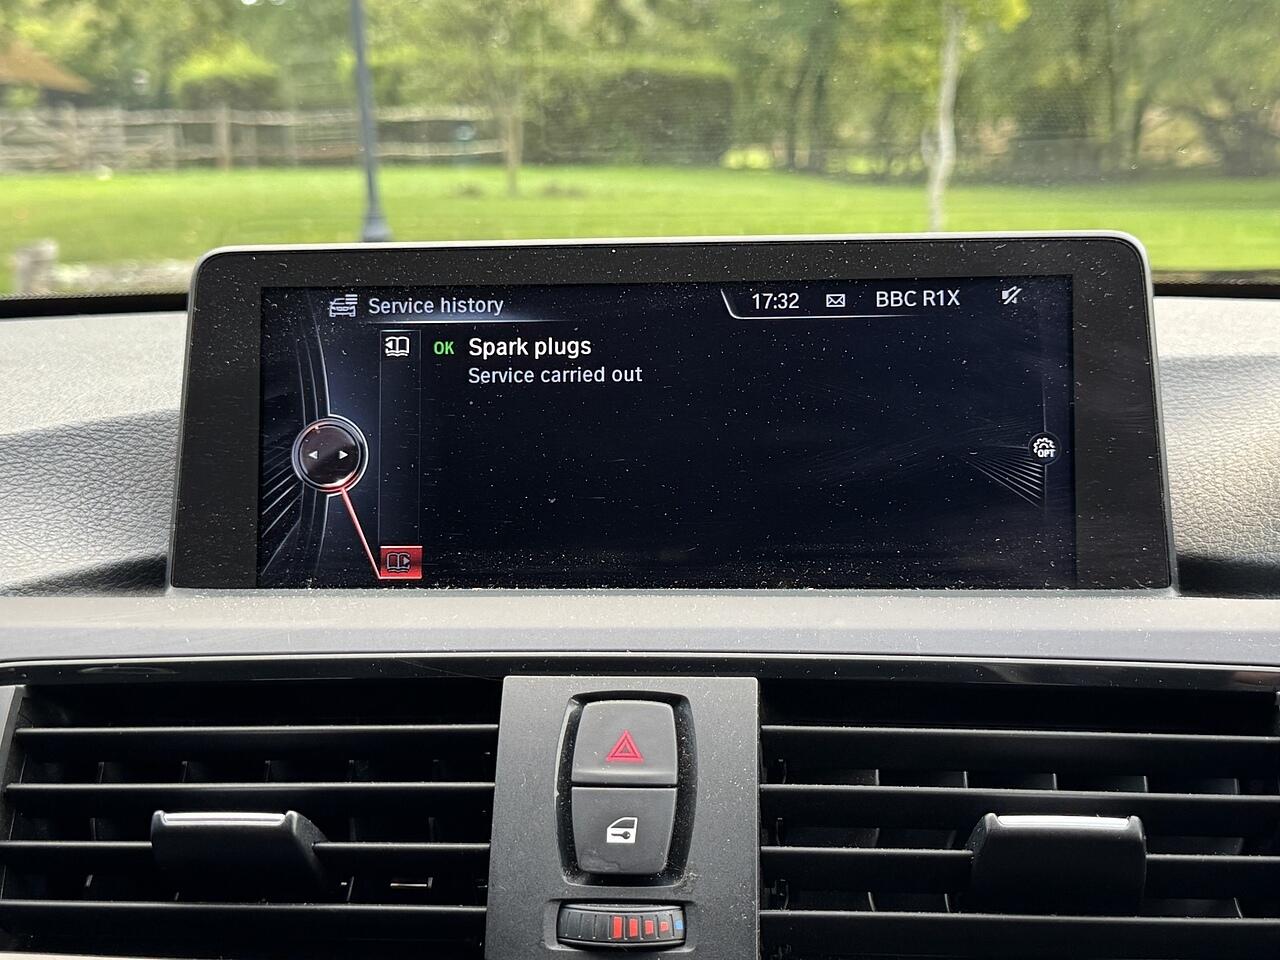 Service history
17:32
BBC R1X
OK Spark plugs
Service carried out
OPT